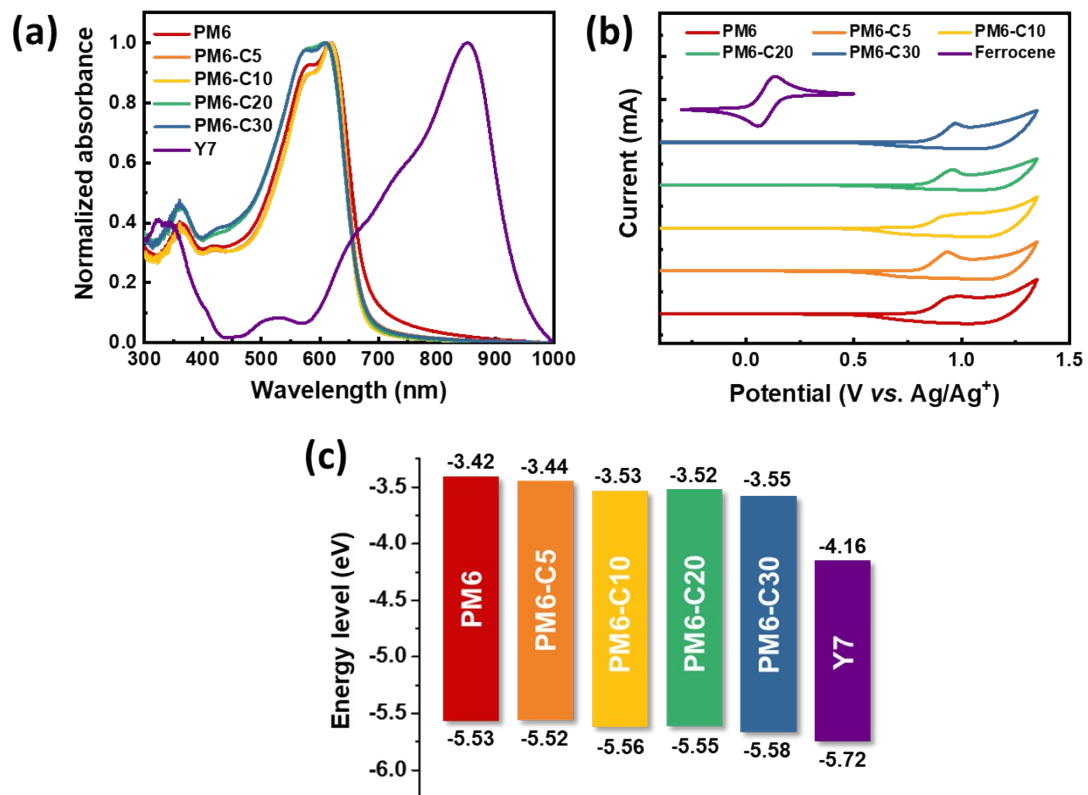 (a)
PM6
PM6-C5
PM6-C10
PM6-C20
PM6-C30
Y7
1.0
0.8
0.6
0.4
0.2
0.0
Normalized absorbance
300 400 500 600 700 800 900 1000
Wavelength (nm)
(b)
PM6 PM6-C5 PM6-C10
PM6-C20 PM6-C30 Ferrocene
Current (mA)
0.0 0.5 1.0 1.5
Potential (V vs. Ag/Ag+)
(c)
Energy level (eV)
-3.5
-4.0
-4.5
-5.0
-5.5
-6.0
-3.42 -3.44 -3.53 -3.52 -3.55 -4.16
PM6 PM6-C5 PM6-C10 PM6-C20 PM6-C30 Y7
-5.53 -5.52 -5.56 -5.55 -5.58 -5.72